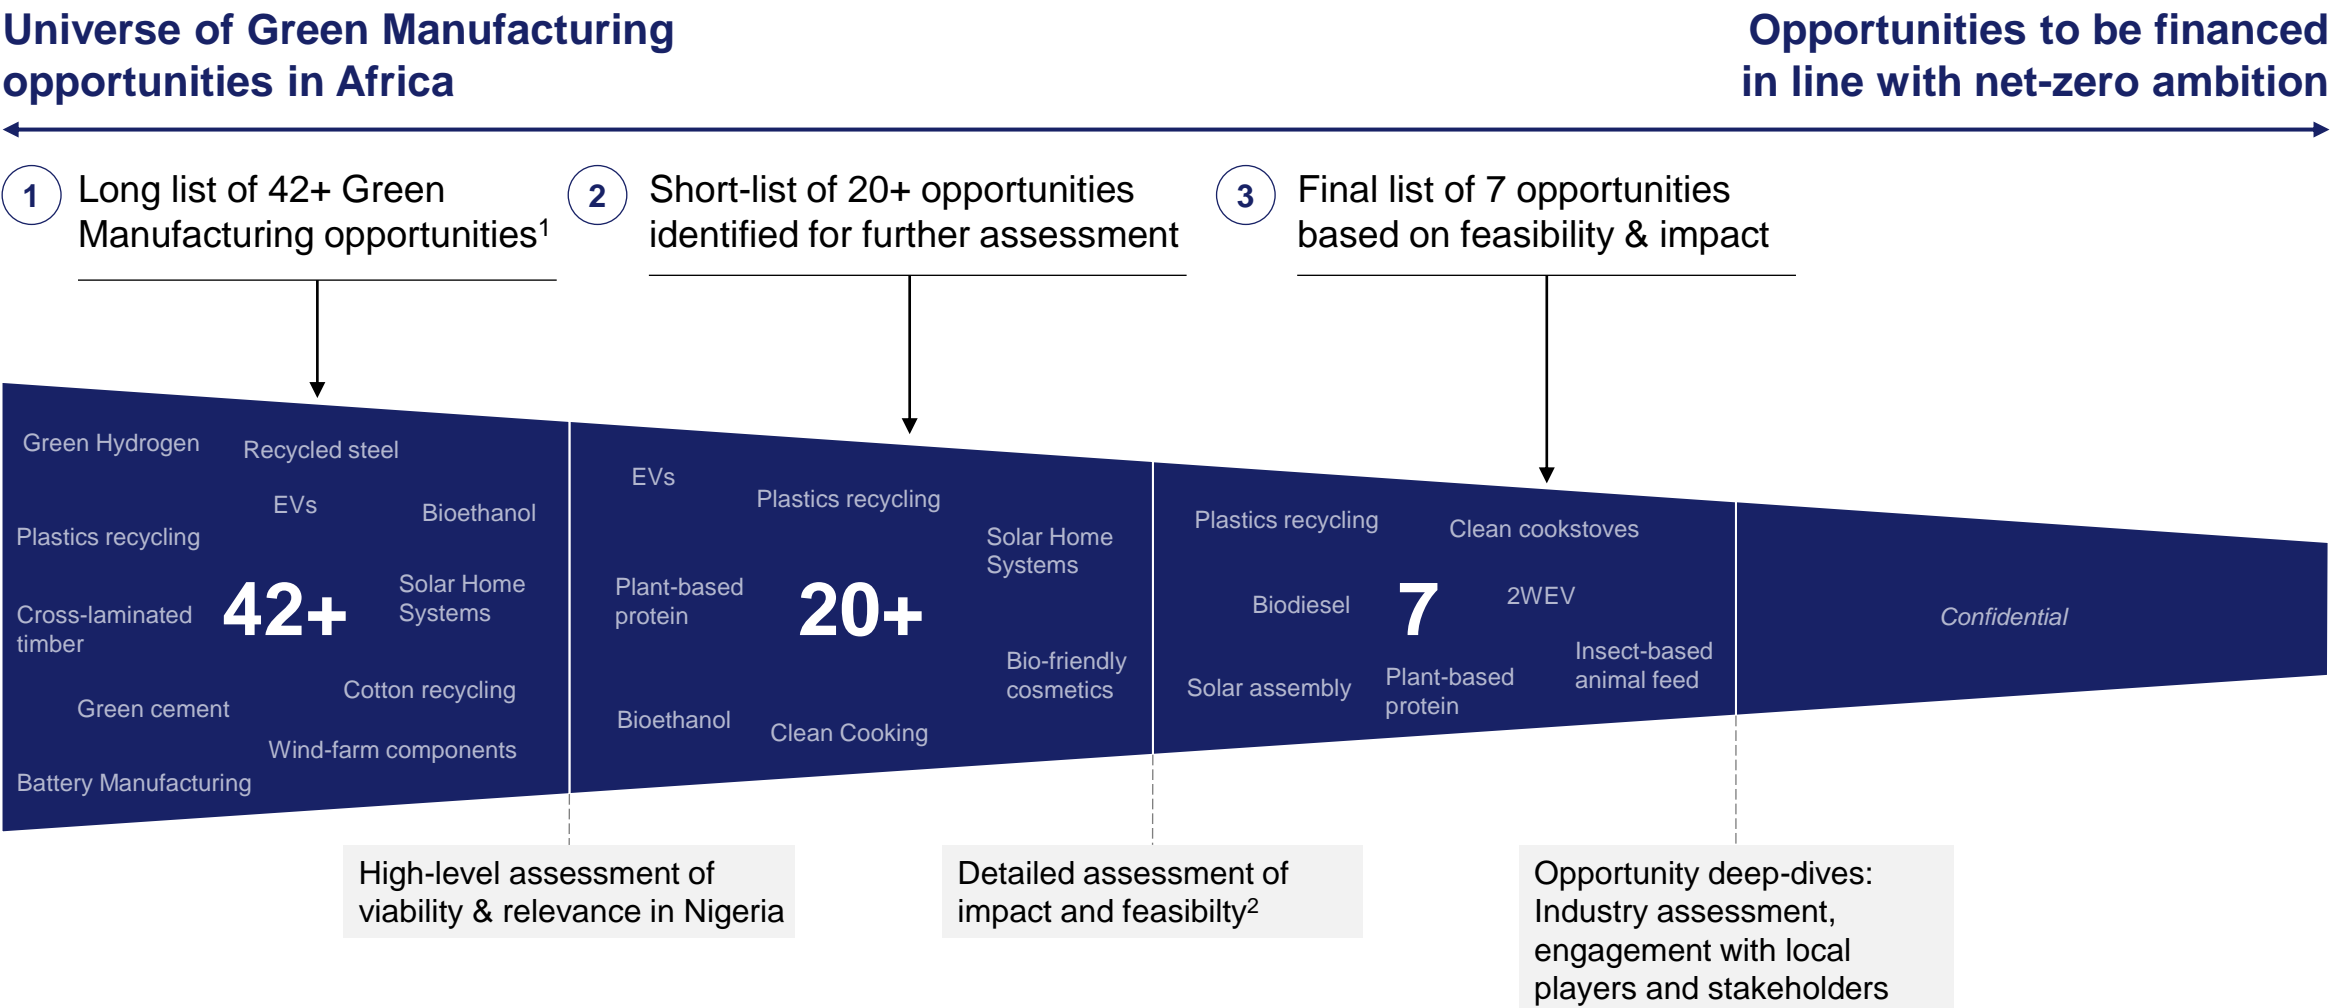 Universe of Green Manufacturing
opportunities in Africa
Opportunities to be financed
in line with net-zero ambition
1
Long list of 42+ Green
Manufacturing opportunities1
2
Short-list of 20+ opportunities
identified for further assessment
3
Final list of 7 opportunities
based on feasibility & impact
Green Hydrogen
Recycled steel
EVs
Bioethanol
Plastics recycling
Solar Home
Systems
42+
Cross-laminated
timber
Cotton recycling
Green cement
Wind-farm components
Battery Manufacturing
EVs
Plastics recycling
Solar Home
Systems
Plant-based
protein
20+
Bio-friendly
cosmetics
Bioethanol
Clean Cooking
Plastics recycling
Clean cookstoves
Biodiesel
7
2WEV
Insect-based
animal feed
Solar assembly
Plant-based
protein
Confidential
High-level assessment of
viability & relevance in Nigeria
Detailed assessment of
impact and feasibilty2
Opportunity deep-dives:
Industry assessment,
engagement with local
players and stakeholders